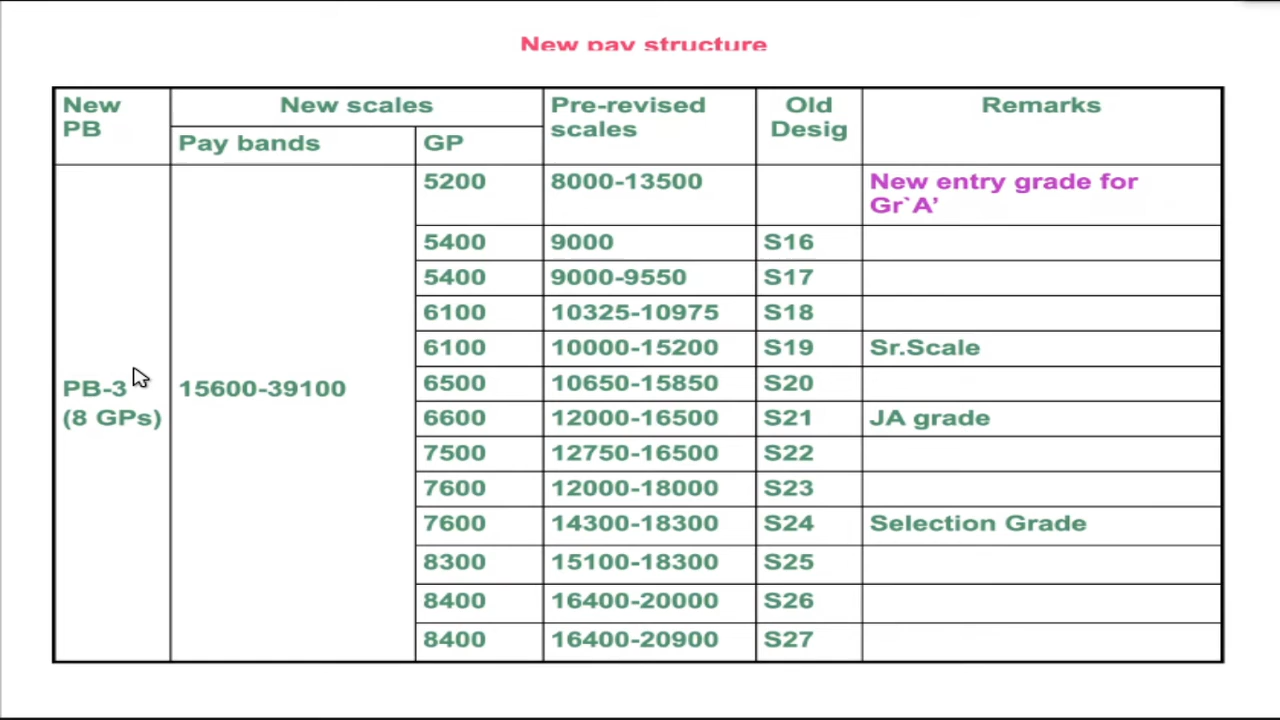 New pay structure
New PB New scales Pre-revised scales Old Desig Remarks
Pay bands GP
5200 8000-13500 New entry grade for Gr`A’
5400 9000 S16
5400 9000-9550 S17
6100 10325-10975 S18
6100 10000-15200 S19 Sr.Scale
PB-3 (8 GPs) 15600-39100 6500 10650-15850 S20
6600 12000-16500 S21 JA grade
7500 12750-16500 S22
7600 12000-18000 S23
7600 14300-18300 S24 Selection Grade
8300 15100-18300 S25
8400 16400-20000 S26
8400 16400-20900 S27